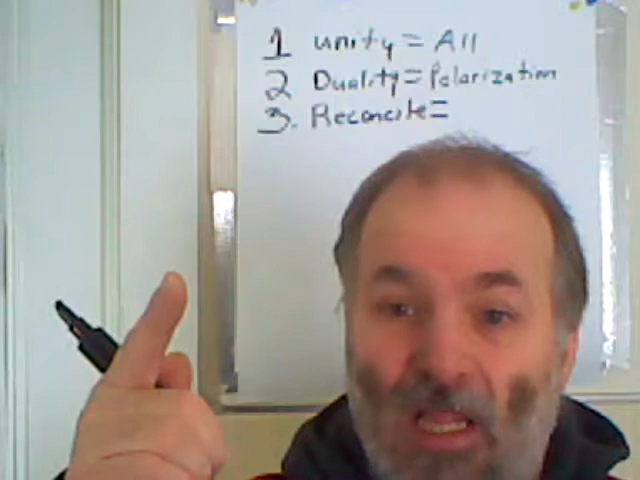 1 unity = All
2 Duality = Polarization
3. Reconcile =